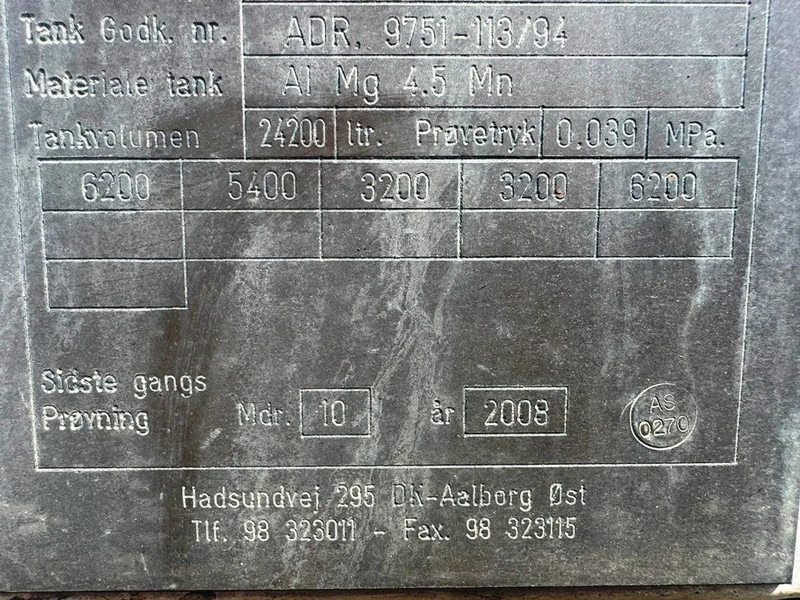 Tank Godk. nr. ADR, 9751-113/94
Materiale tank Al Mg 4.5 Mn
Tankvolumen 24200 ltr. Prøvetryk 0.039 MPa.
6200 5400 3200 3200 6200
Sidste gangs
Prøvning Mdr. 10 år 2008 AS 0270
Hadsundvej 295 DK-Aalborg Øst
Tlf. 98 323011 - Fax. 98 323115